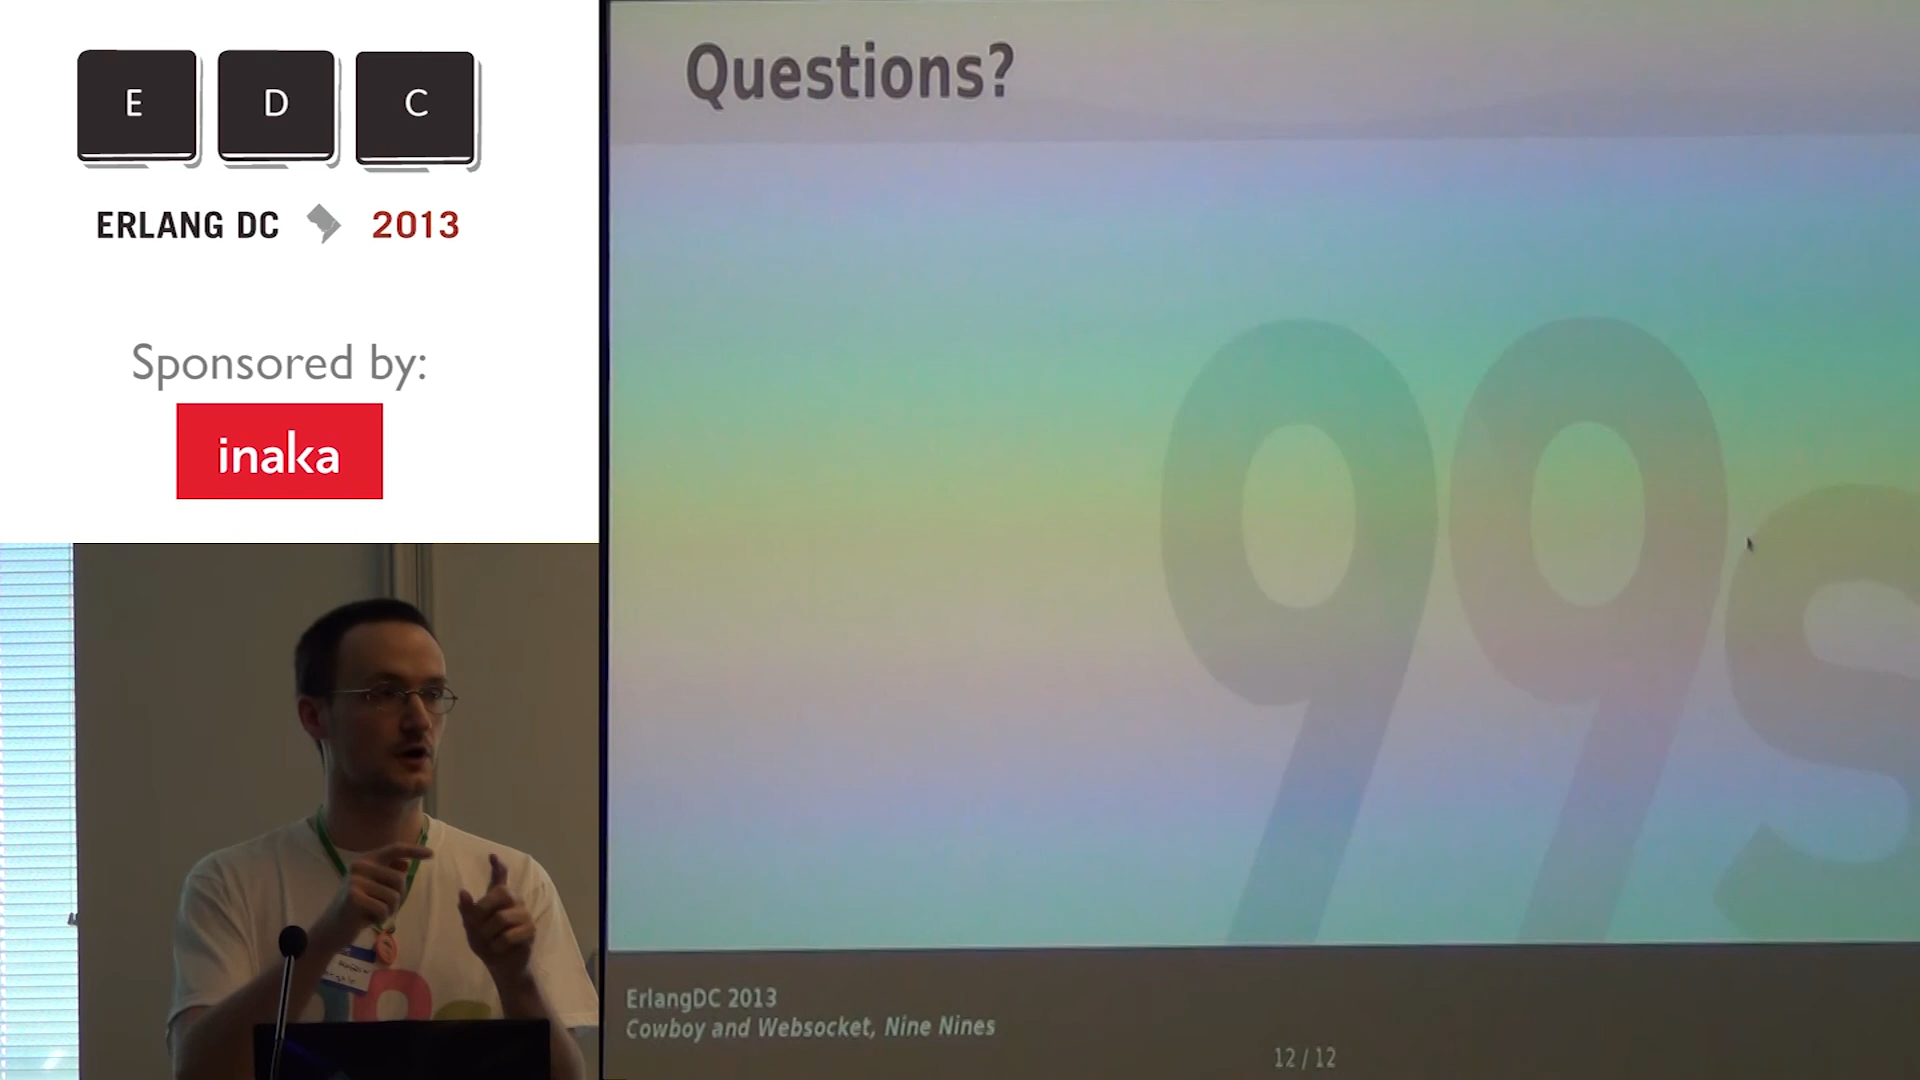 E D C
ERLANG DC 2013
Sponsored by:
inaka
Questions?
99s
ErlangDC 2013
Cowboy and Websocket, Nine Nines
12 / 12